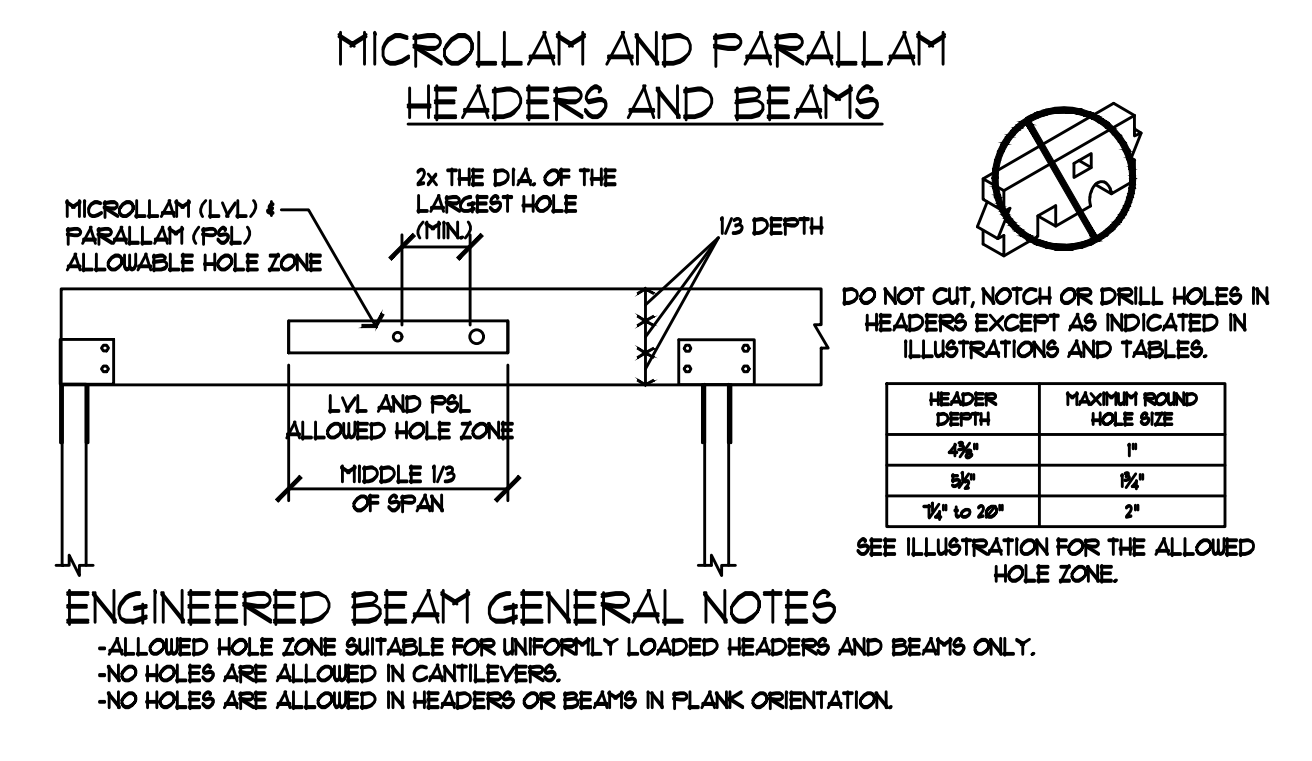 MICROLLAM AND PARALLAM
HEADERS AND BEAMS
2x THE DIA. OF THE
LARGEST HOLE
(MIN.)
MICROLLAM (LVL) &
PARALLAM (PSL)
ALLOWABLE HOLE ZONE
1/3 DEPTH
DO NOT CUT, NOTCH OR DRILL HOLES IN
HEADERS EXCEPT AS INDICATED IN
ILLUSTRATIONS AND TABLES.
LVL AND PSL
ALLOWED HOLE ZONE
MIDDLE 1/3
OF SPAN
HEADER
DEPTH
MAXIMUM ROUND
HOLE SIZE
4⅜" 1"
5½" 1¾"
7¼" to 20" 2"
SEE ILLUSTRATION FOR THE ALLOWED
HOLE ZONE.
ENGINEERED BEAM GENERAL NOTES
-ALLOWED HOLE ZONE SUITABLE FOR UNIFORMLY LOADED HEADERS AND BEAMS ONLY.
-NO HOLES ARE ALLOWED IN CANTILEVERS.
-NO HOLES ARE ALLOWED IN HEADERS OR BEAMS IN PLANK ORIENTATION.